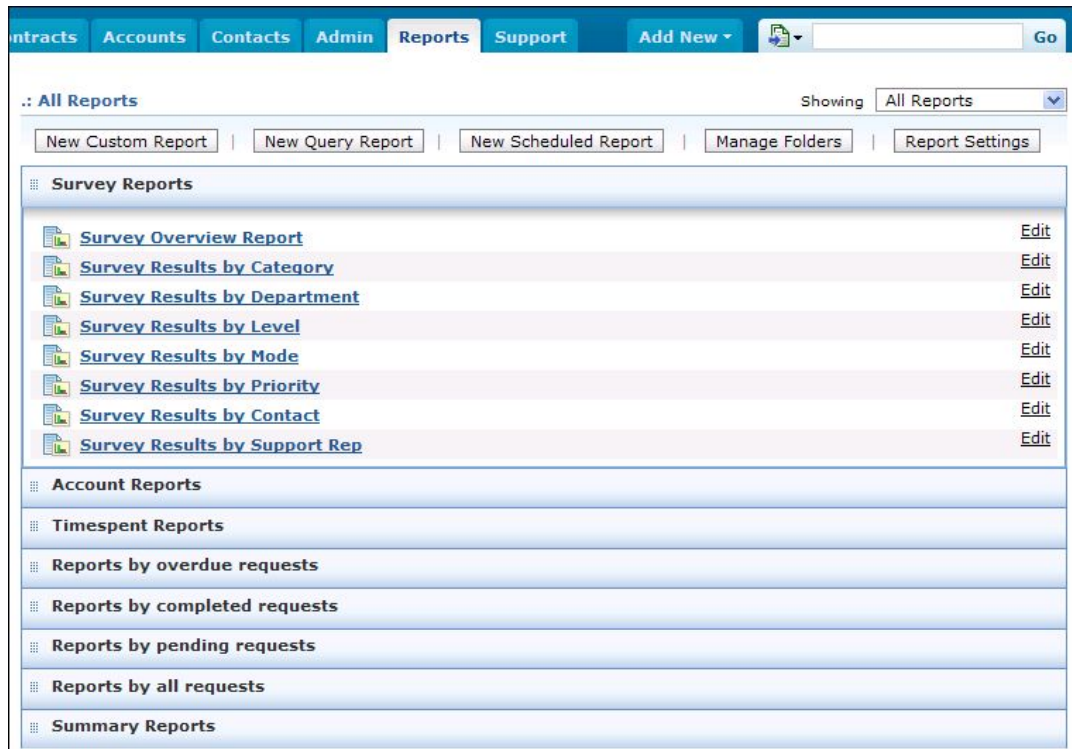 ntracts Accounts Contacts Admin Reports Support Add New Go
.: All Reports Showing All Reports
New Custom Report | New Query Report | New Scheduled Report | Manage Folders | Report Settings
Survey Reports
Survey Overview Report Edit
Survey Results by Category Edit
Survey Results by Department Edit
Survey Results by Level Edit
Survey Results by Mode Edit
Survey Results by Priority Edit
Survey Results by Contact Edit
Survey Results by Support Rep Edit
Account Reports
Timespent Reports
Reports by overdue requests
Reports by completed requests
Reports by pending requests
Reports by all requests
Summary Reports